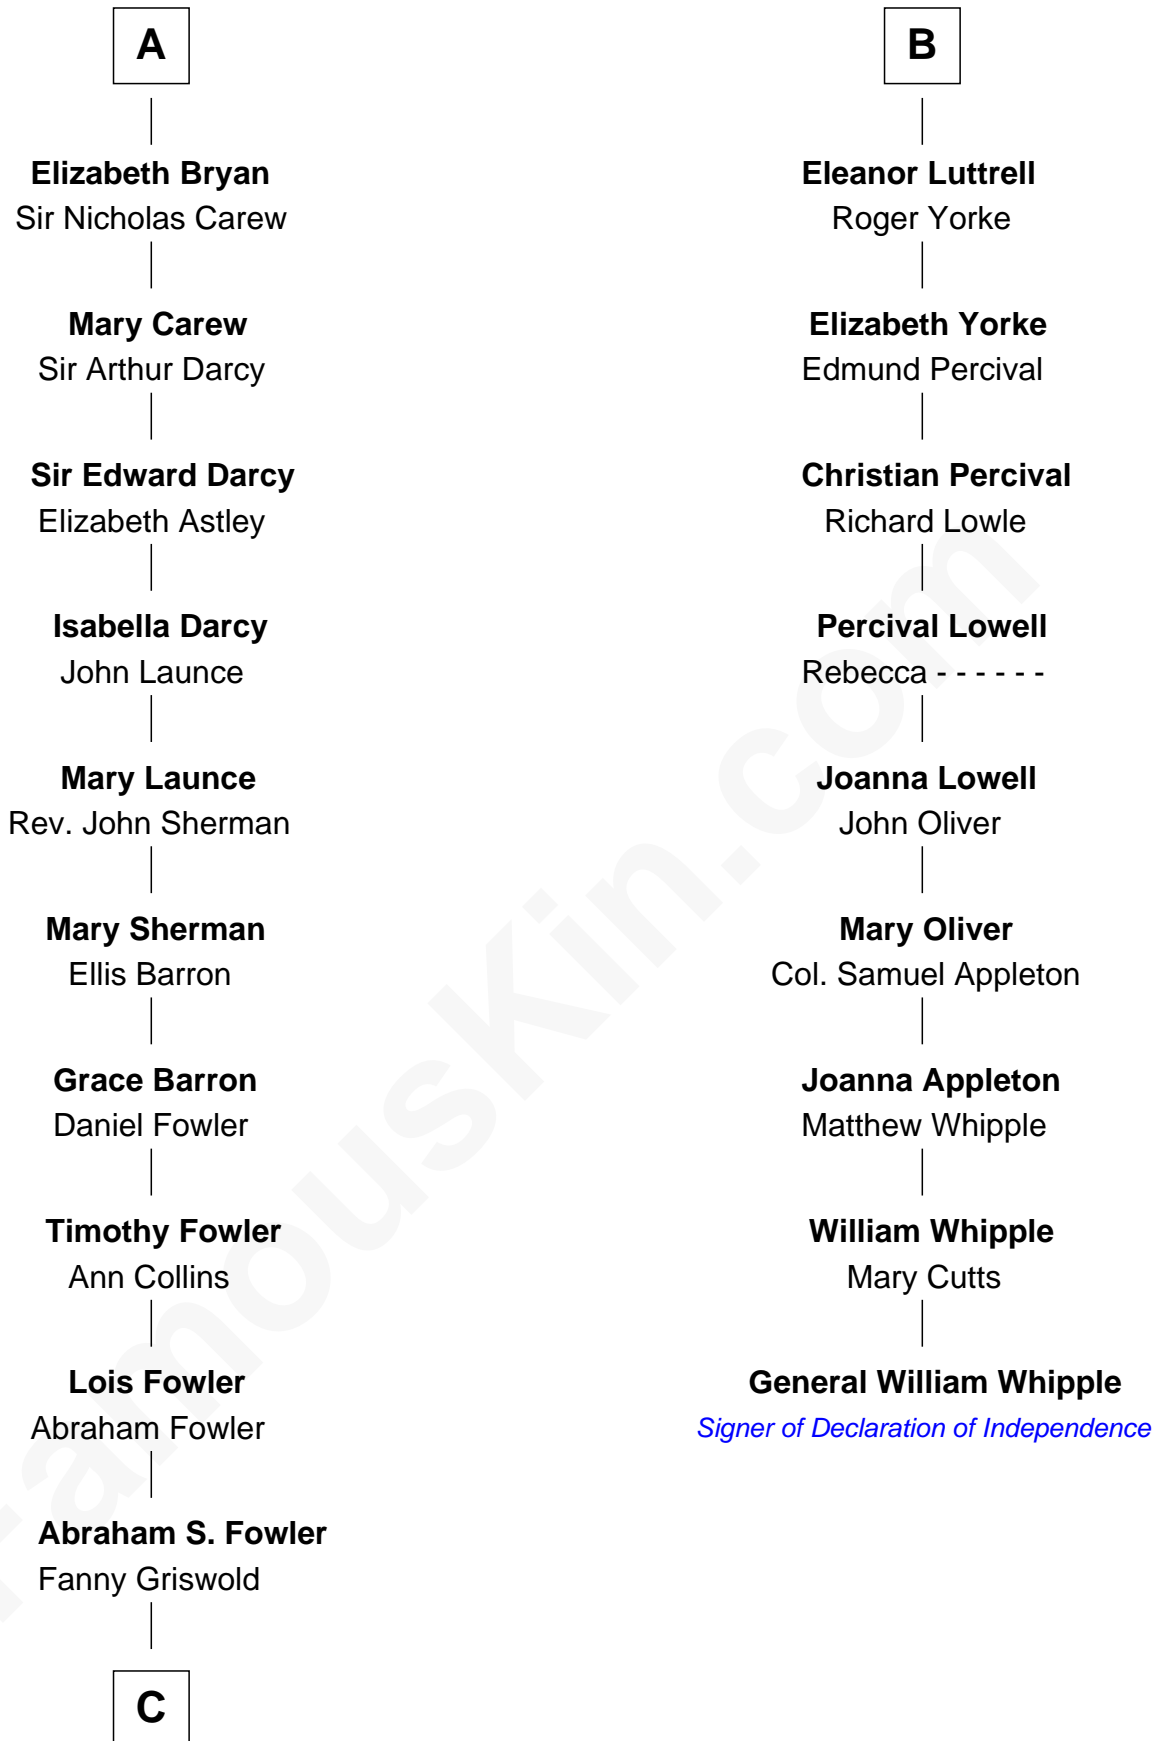 A
Elizabeth Bryan
Sir Nicholas Carew
Mary Carew
Sir Arthur Darcy
Sir Edward Darcy
Elizabeth Astley
Isabella Darcy
John Launce
Mary Launce
Rev. John Sherman
Mary Sherman
Ellis Barron
Grace Barron
Daniel Fowler
Timothy Fowler
Ann Collins
Lois Fowler
Abraham Fowler
Abraham S. Fowler
Fanny Griswold
C
B
Eleanor Luttrell
Roger Yorke
Elizabeth Yorke
Edmund Percival
Christian Percival
Richard Lowle
Percival Lowell
Rebecca - - - - - -
Joanna Lowell
John Oliver
Mary Oliver
Col. Samuel Appleton
Joanna Appleton
Matthew Whipple
William Whipple
Mary Cutts
General William Whipple
Signer of Declaration of Independence
FamousKin.com